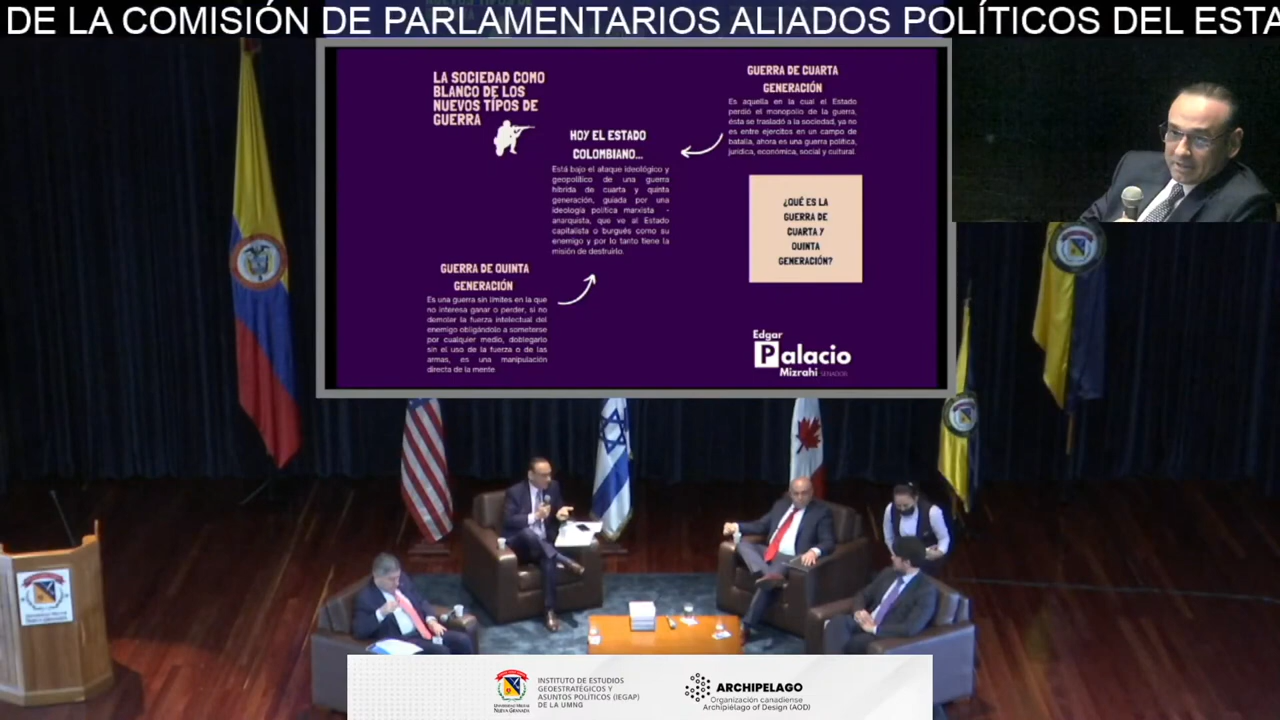 DE LA COMISIÓN DE PARLAMENTARIOS ALIADOS POLÍTICOS DEL ESTA
LA SOCIEDAD COMO
BLANCO DE LOS
NUEVOS TIPOS DE
GUERRA
HOY EL ESTADO
COLOMBIANO...
Está bajo el ataque ideológico y
geopolítico de una guerra
híbrida de cuarta y quinta
generación, guiada por una
ideología política marxista -
anarquista, que ve al Estado
capitalista o burgués como su
enemigo y por lo tanto tiene la
misión de destruirlo.
GUERRA DE CUARTA
GENERACIÓN
Es aquella en la cual el Estado
perdió el monopolio de la guerra,
ésta se trasladó a la sociedad, ya no
es entre ejercitos en un campo de
batalla, ahora es una guerra política,
jurídica, económica, social y cultural.
¿QUÉ ES LA
GUERRA DE
CUARTA Y
QUINTA
GENERACIÓN?
GUERRA DE QUINTA
GENERACIÓN
Es una guerra sin límites en la que
no interesa ganar o perder, si no
demoler la fuerza intelectual del
enemigo obligándolo a someterse
por cualquier medio, doblegarlo
sin el uso de la fuerza o de las
armas, es una manipulación
directa de la mente
Edgar
Palacio
Mizrahi SENADOR
UNIVERSIDAD MILITAR
NUEVA GRANADA
INSTITUTO DE ESTUDIOS
GEOESTRATÉGICOS Y
ASUNTOS POLÍTICOS (IEGAP)
DE LA UMNG
ARCHIPELAGO
Organización canadiense
Archipelago of Design (AOD)